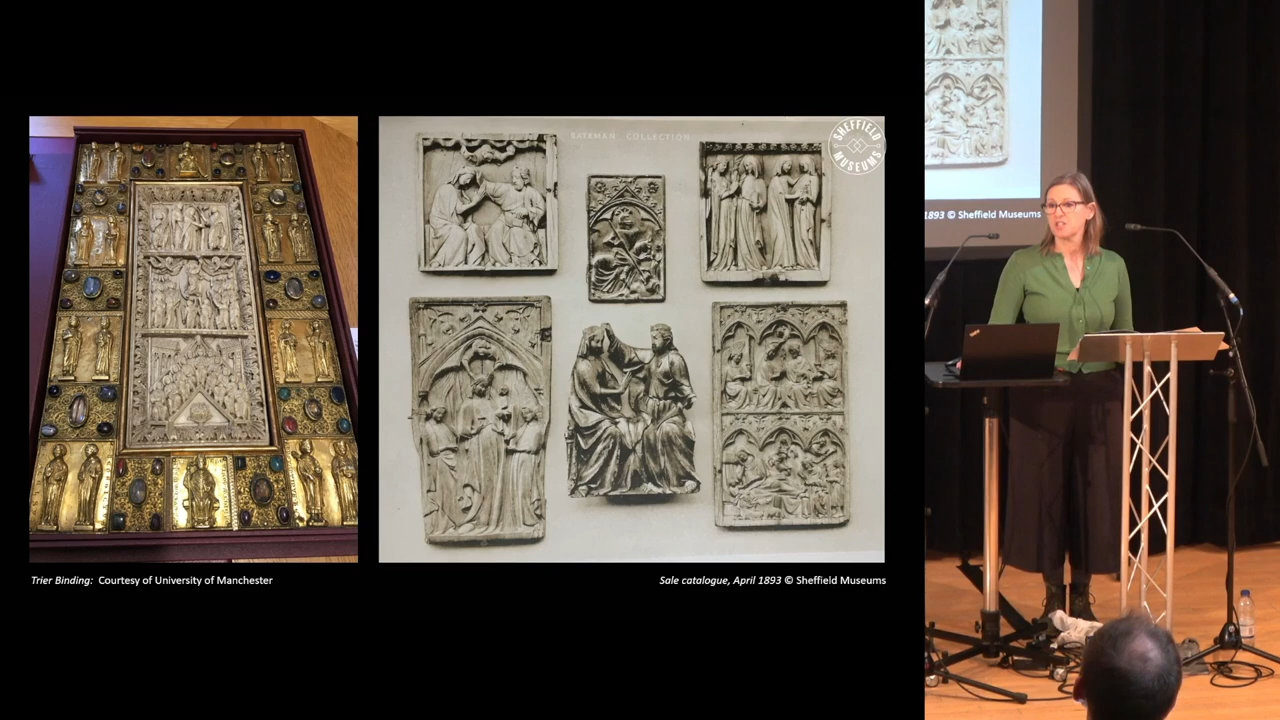 BATEMAN COLLECTION
SHEFFIELD
MUSEUMS
Trier Binding: Courtesy of University of Manchester
Sale catalogue, April 1893 © Sheffield Museums
1893 © Sheffield Museums